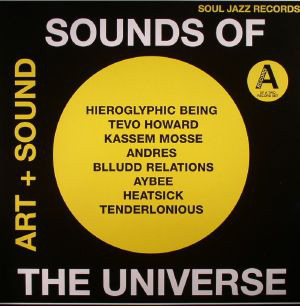 SOUL JAZZ RECORDS
SOUNDS OF
ART + SOUND
A
HIEROGLYPHIC BEING
TEVO HOWARD
KASSEM MOSSE
ANDRES
BLLUDD RELATIONS
AYBEE
HEATSICK
TENDERLONIOUS
THE UNIVERSE